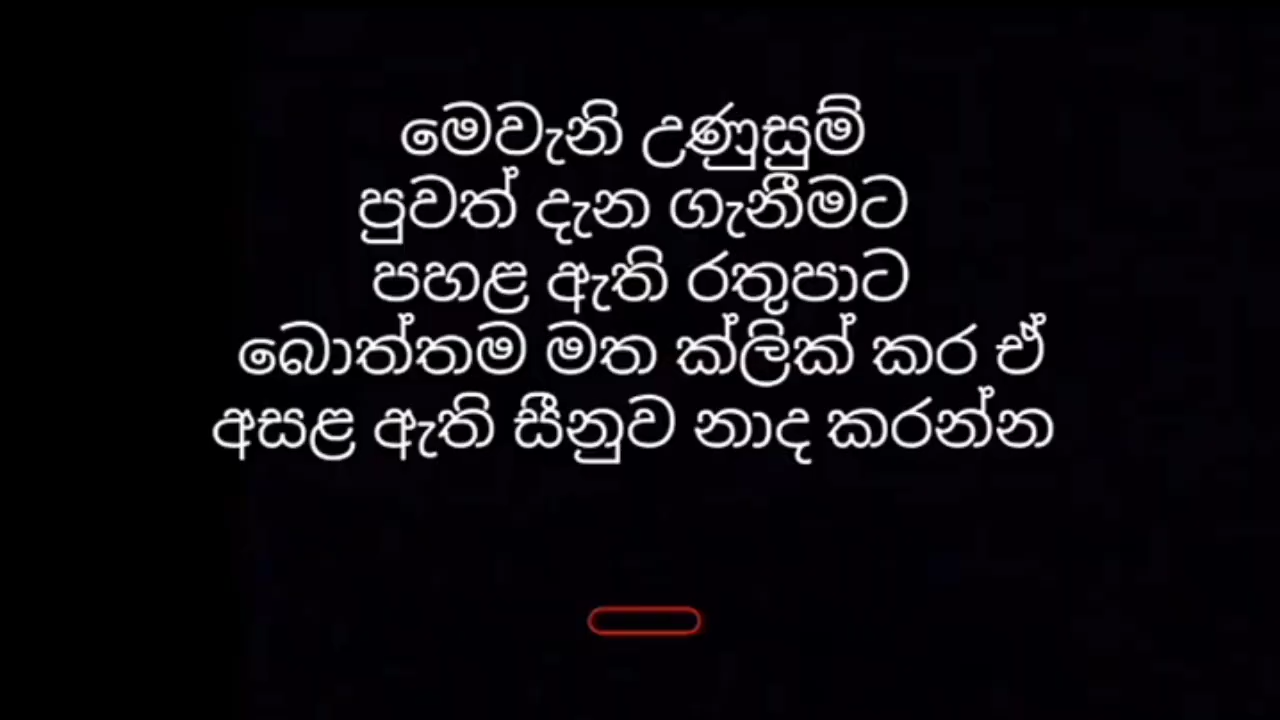 මෙවැනි උණුසුම්
පුවත් දැන ගැනීමට
පහළ ඇති රතුපාට
බොත්තම මත ක්ලික් කර ඒ
අසළ ඇති සීනුව නාද කරන්න